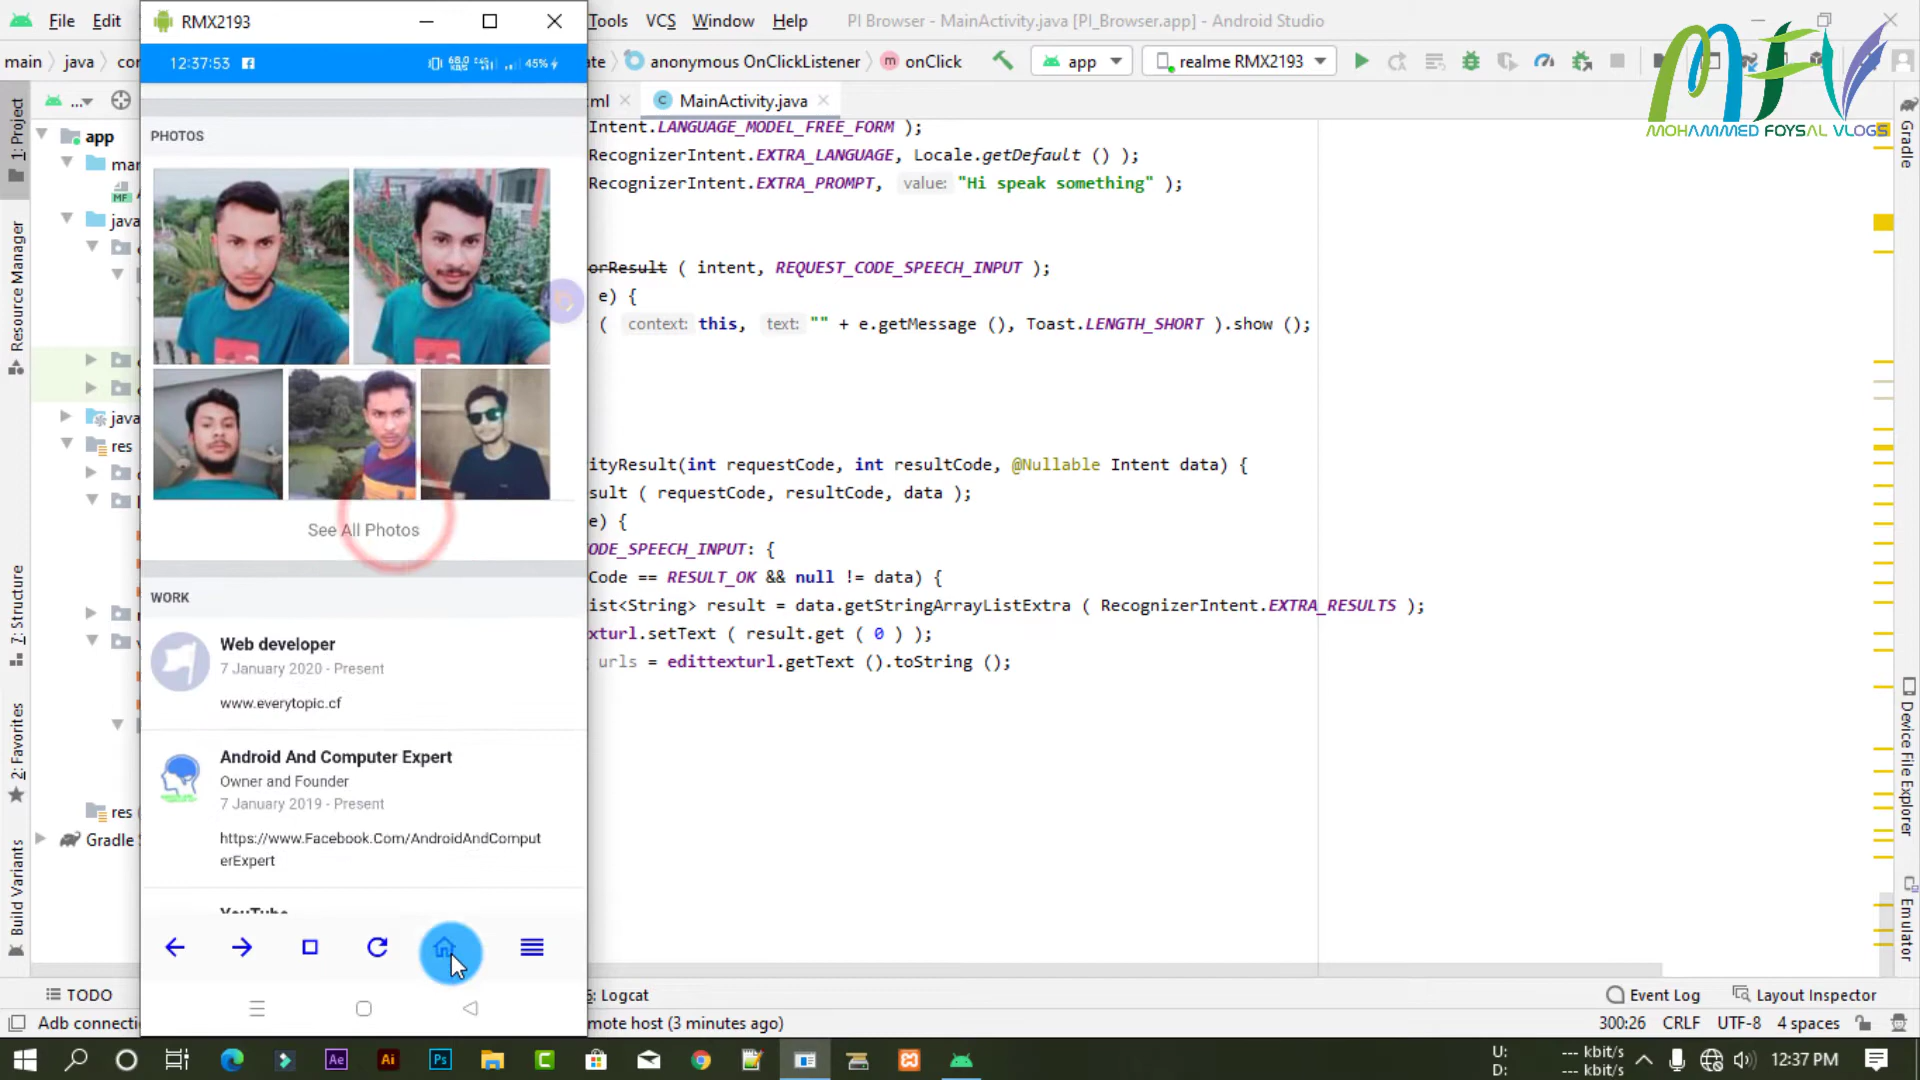 RMX2193
File
Edit
Tools
VCS
Window
Help
PI Browser - MainActivity.java [PI_Browser.app] - Android Studio
main
java
anonymous OnClickListener
onClick
app
realme RMX2193
MOHAMMED FOYSAL VLOGS
12:37:53
45%
MainActivity.java
1: Project
app
java
java
res
res
Resource Manager
7: Structure
2: Favorites
Build Variants
Gradle
Device File Explorer
Emulator
PHOTOS
See All Photos
WORK
Web developer
7 January 2020 - Present
www.everytopic.cf
Android And Computer Expert
Owner and Founder
7 January 2019 - Present
https://www.Facebook.Com/AndroidAndComput
erExpert
YouTube
Intent.LANGUAGE_MODEL_FREE_FORM );
RecognizerIntent.EXTRA_LANGUAGE, Locale.getDefault () );
RecognizerIntent.EXTRA_PROMPT, value: "Hi speak something" );
orResult ( intent, REQUEST_CODE_SPEECH_INPUT );
e) {
( context: this, text: "" + e.getMessage (), Toast.LENGTH_SHORT ).show ();
ityResult(int requestCode, int resultCode, @Nullable Intent data) {
sult ( requestCode, resultCode, data );
e) {
ODE_SPEECH_INPUT: {
Code == RESULT_OK && null != data) {
ist<String> result = data.getStringArrayListExtra ( RecognizerIntent.EXTRA_RESULTS );
xturl.setText ( result.get ( 0 ) );
urls = edittexturl.getText ().toString ();
TODO
6: Logcat
Event Log
Layout Inspector
Adb connecti
mote host (3 minutes ago)
300:26
CRLF
UTF-8
4 spaces
Ae
Ai
Ps
U: --- kbit/s
D: --- kbit/s
12:37 PM